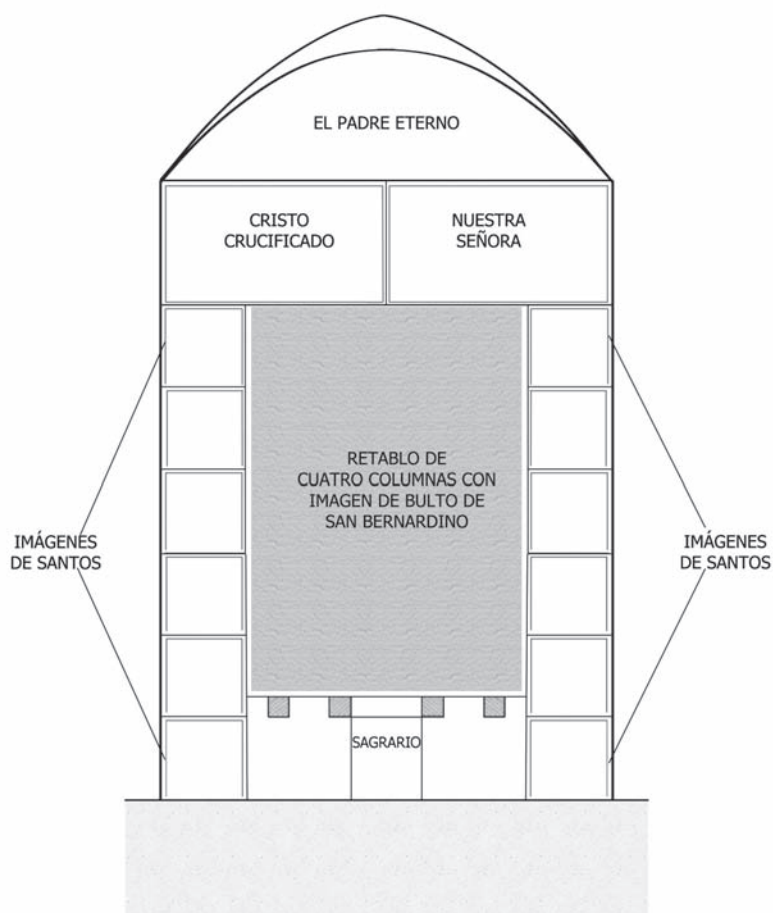 EL PADRE ETERNO
CRISTO
CRUCIFICADO
NUESTRA
SEÑORA
RETABLO DE
CUATRO COLUMNAS CON
IMAGEN DE BULTO DE
SAN BERNARDINO
IMÁGENES
DE SANTOS
IMÁGENES
DE SANTOS
SAGRARIO